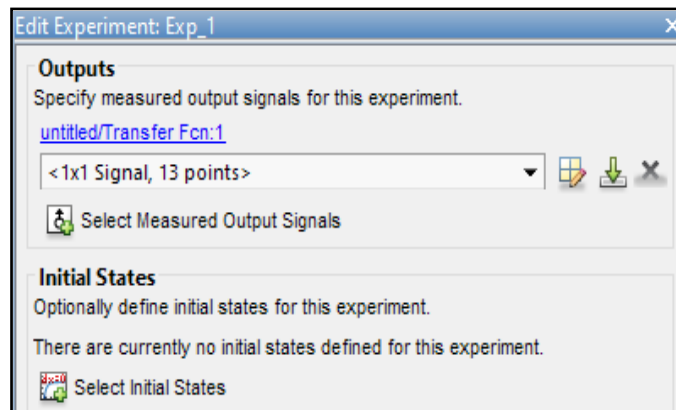 Edit Experiment: Exp_1
Outputs
Specify measured output signals for this experiment.
untitled/Transfer Fcn:1
<1x1 Signal, 13 points>
Select Measured Output Signals
Initial States
Optionally define initial states for this experiment.
There are currently no initial states defined for this experiment.
Select Initial States